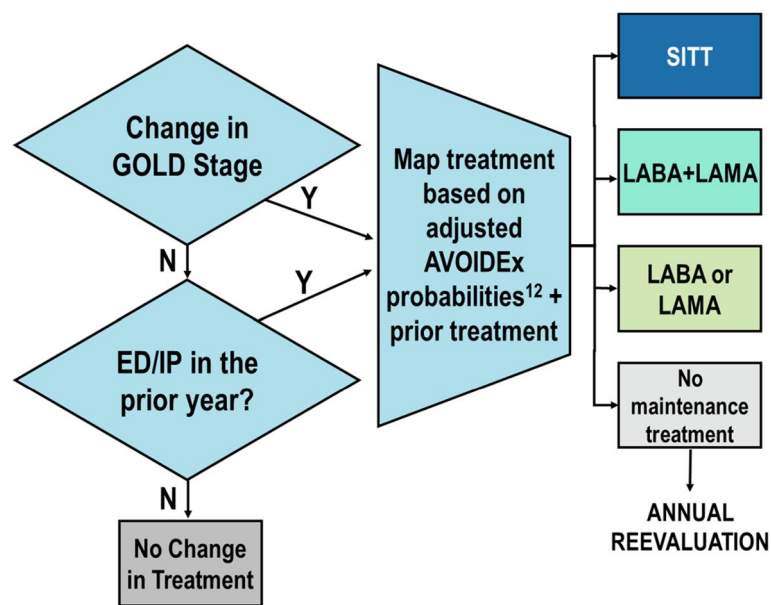 Change in
GOLD Stage
Y
N
ED/IP in the
prior year?
Y
N
No Change
in Treatment
Map treatment
based on
adjusted
AVOIDEx
probabilities¹² +
prior treatment
SITT
LABA+LAMA
LABA or
LAMA
No
maintenance
treatment
ANNUAL
REEVALUATION